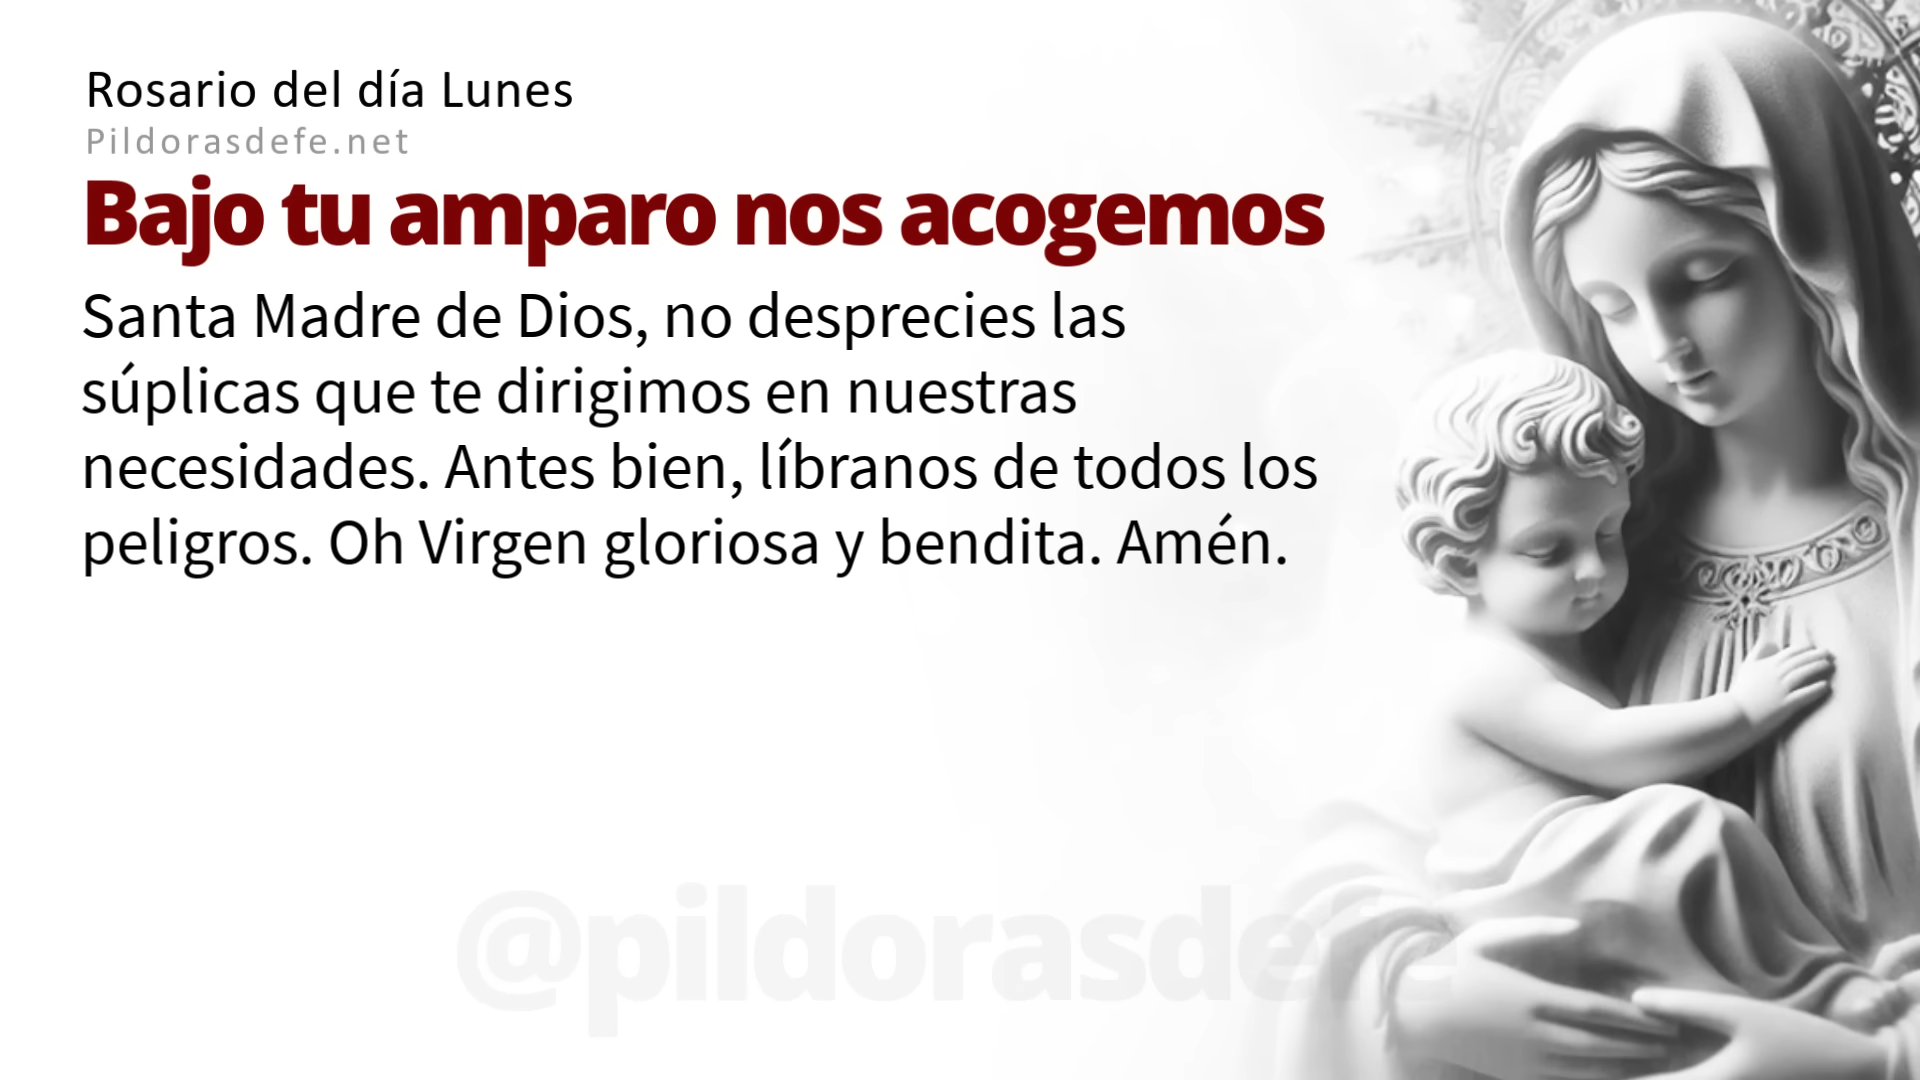 Rosario del día Lunes
Pildorasdefe.net
Bajo tu amparo nos acogemos
Santa Madre de Dios, no desprecies las
súplicas que te dirigimos en nuestras
necesidades. Antes bien, líbranos de todos los
peligros. Oh Virgen gloriosa y bendita. Amén.
@pildorasdefe